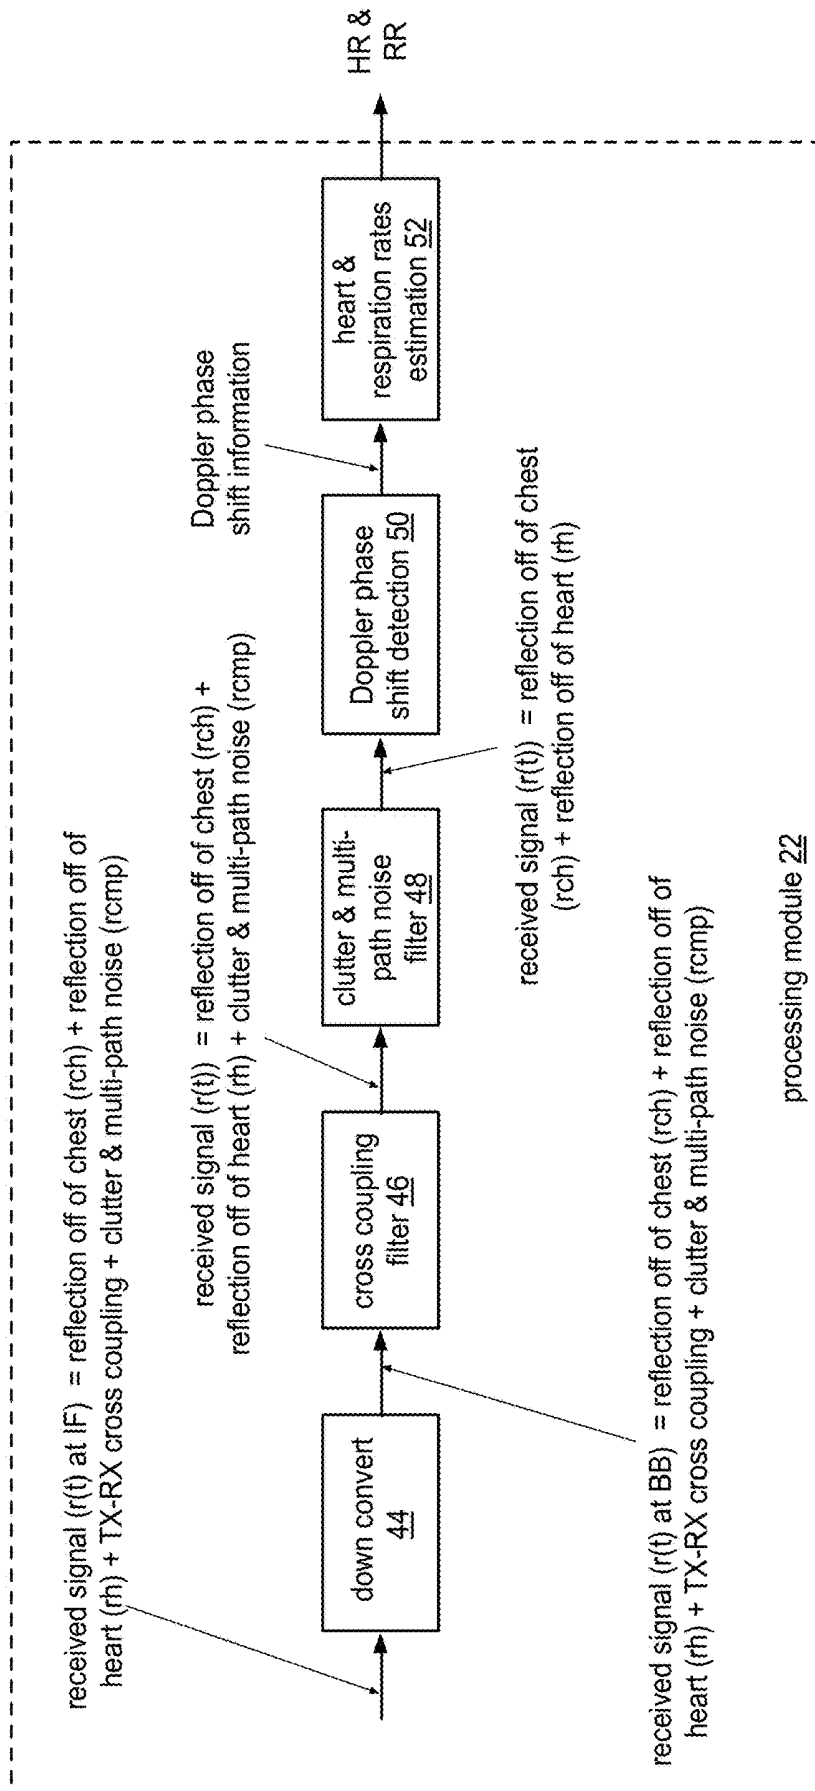 received signal (r(t) at IF) = reflection off of chest (rch) + reflection off of
heart (rh) + TX-RX cross coupling + clutter & multi-path noise (rcmp)
received signal (r(t)) = reflection off of chest (rch) +
reflection off of heart (rh) + clutter & multi-path noise (rcmp)
Doppler phase
shift information
down convert
44
cross coupling
filter 46
clutter & multi-
path noise
filter 48
Doppler phase
shift detection 50
heart &
respiration rates
estimation 52
HR &
RR
received signal (r(t)) = reflection off of chest
(rch) + reflection off of heart (rh)
received signal (r(t) at BB) = reflection off of chest (rch) + reflection off of
heart (rh) + TX-RX cross coupling + clutter & multi-path noise (rcmp)
processing module 22